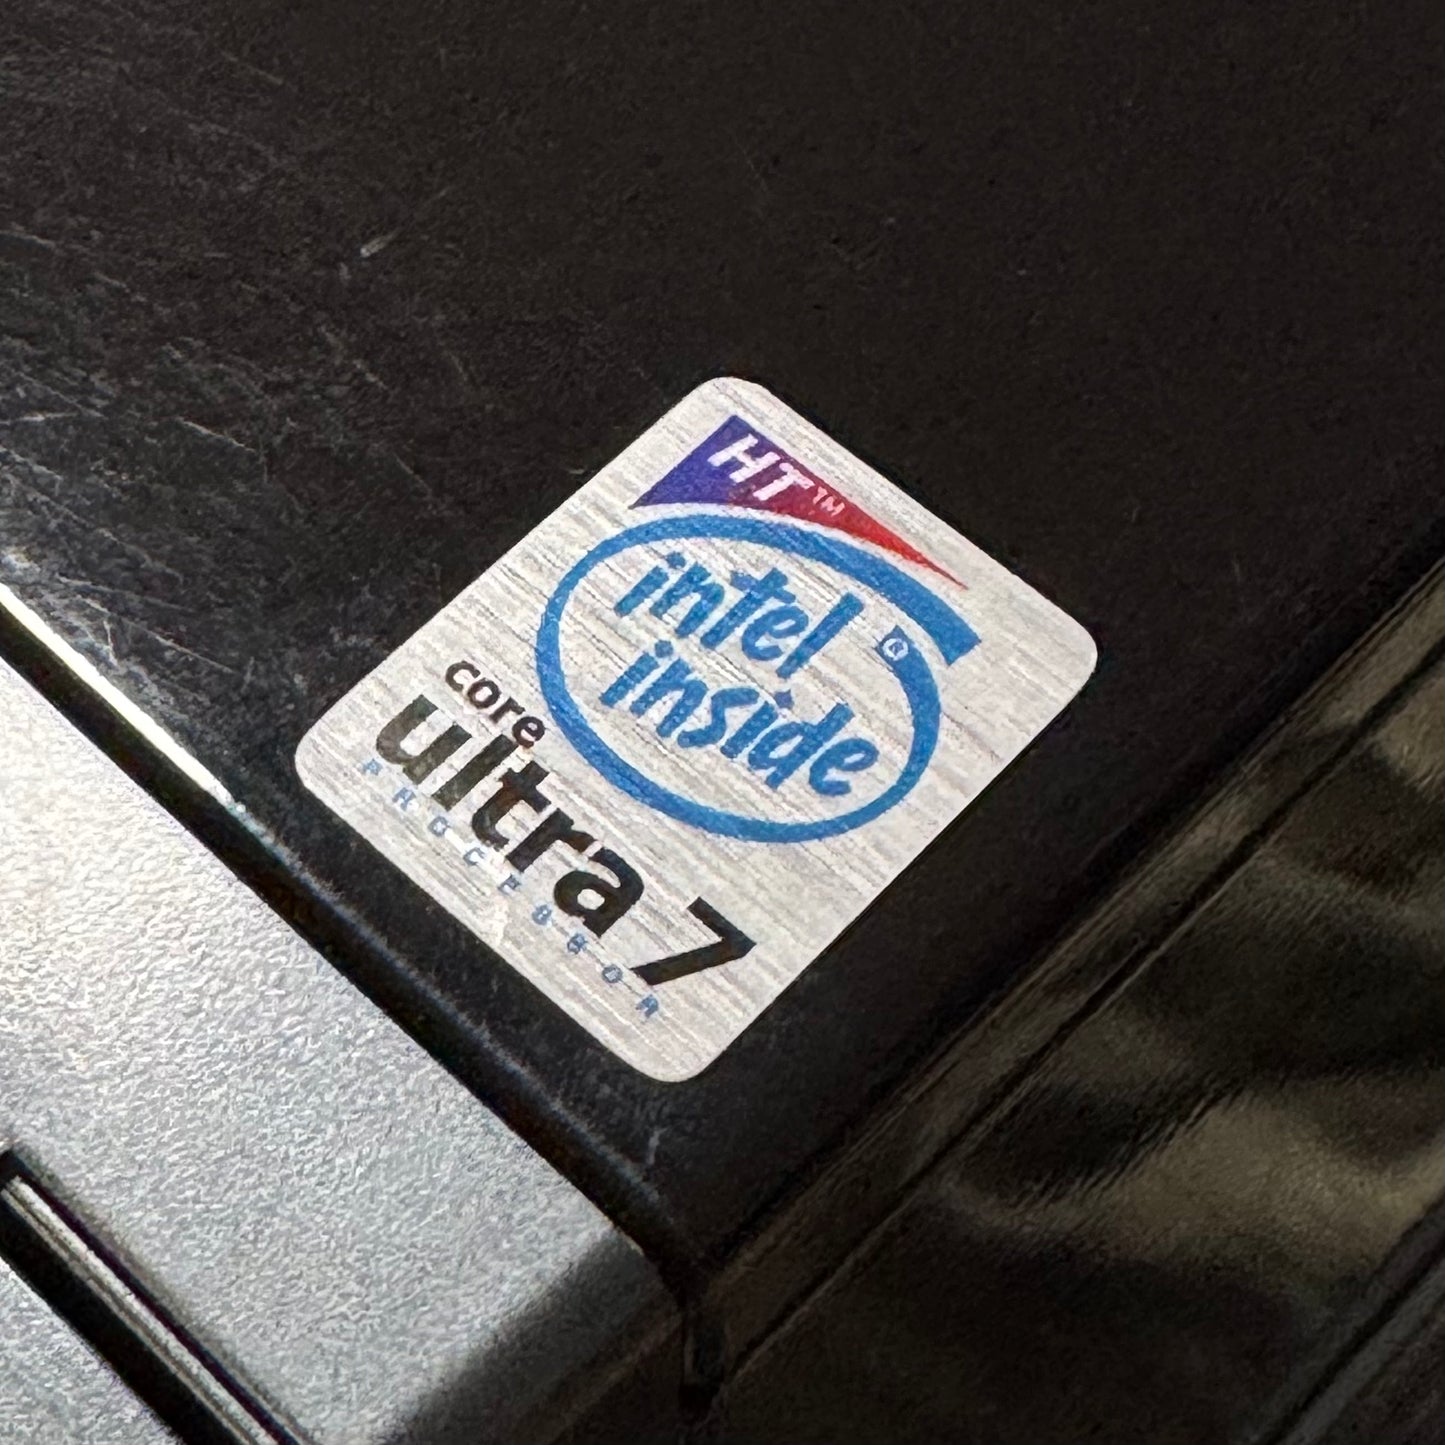 HT™
intel
inside®
core
ultra 7
PROCESSOR